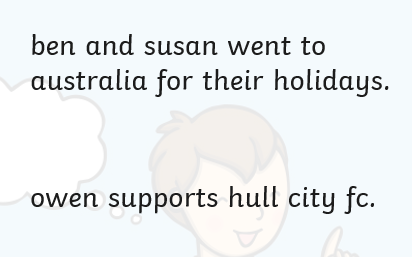 ben and susan went to
australia for their holidays.
owen supports hull city fc.